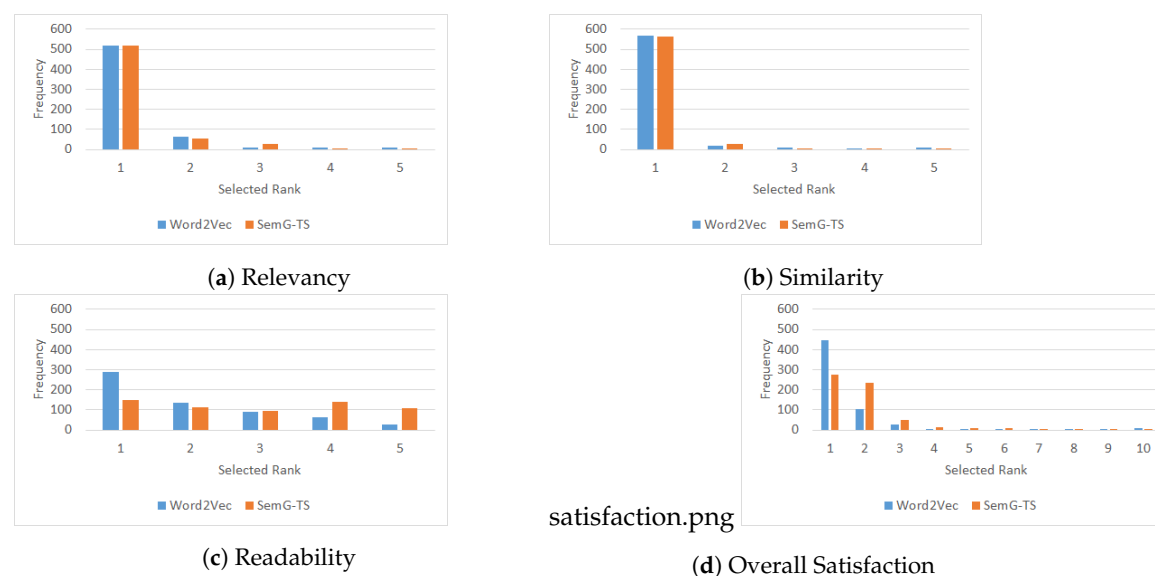 600
500
400
300
200
100
0
Frequency
1 2 3 4 5
Selected Rank
Word2Vec SemG-TS
(a) Relevancy
600
500
400
300
200
100
0
Frequency
1 2 3 4 5
Selected Rank
Word2Vec SemG-TS
(b) Similarity
600
500
400
300
200
100
0
Frequency
1 2 3 4 5
Selected Rank
Word2Vec SemG-TS
(c) Readability
600
500
400
300
200
100
0
Frequency
1 2 3 4 5 6 7 8 9 10
Selected Rank
Word2Vec SemG-TS
satisfaction.png
(d) Overall Satisfaction